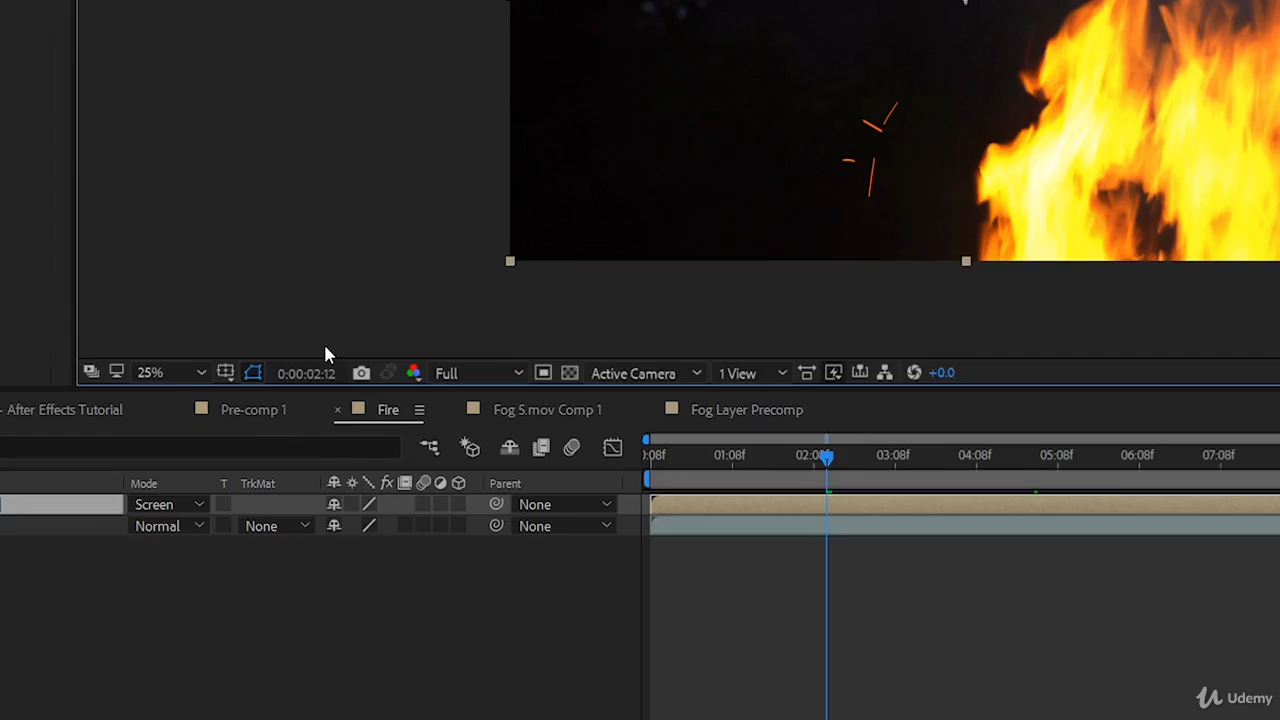 25%
0:00:02:12
Full
Active Camera
1 View
+0.0
- After Effects Tutorial
Pre-comp 1
× Fire
Fog 5.mov Comp 1
Fog Layer Precomp
0:08f 01:08f 02:08f 03:08f 04:08f 05:08f 06:08f 07:08f
Mode T TrkMat fx Parent
Screen None
Normal None None
Udemy